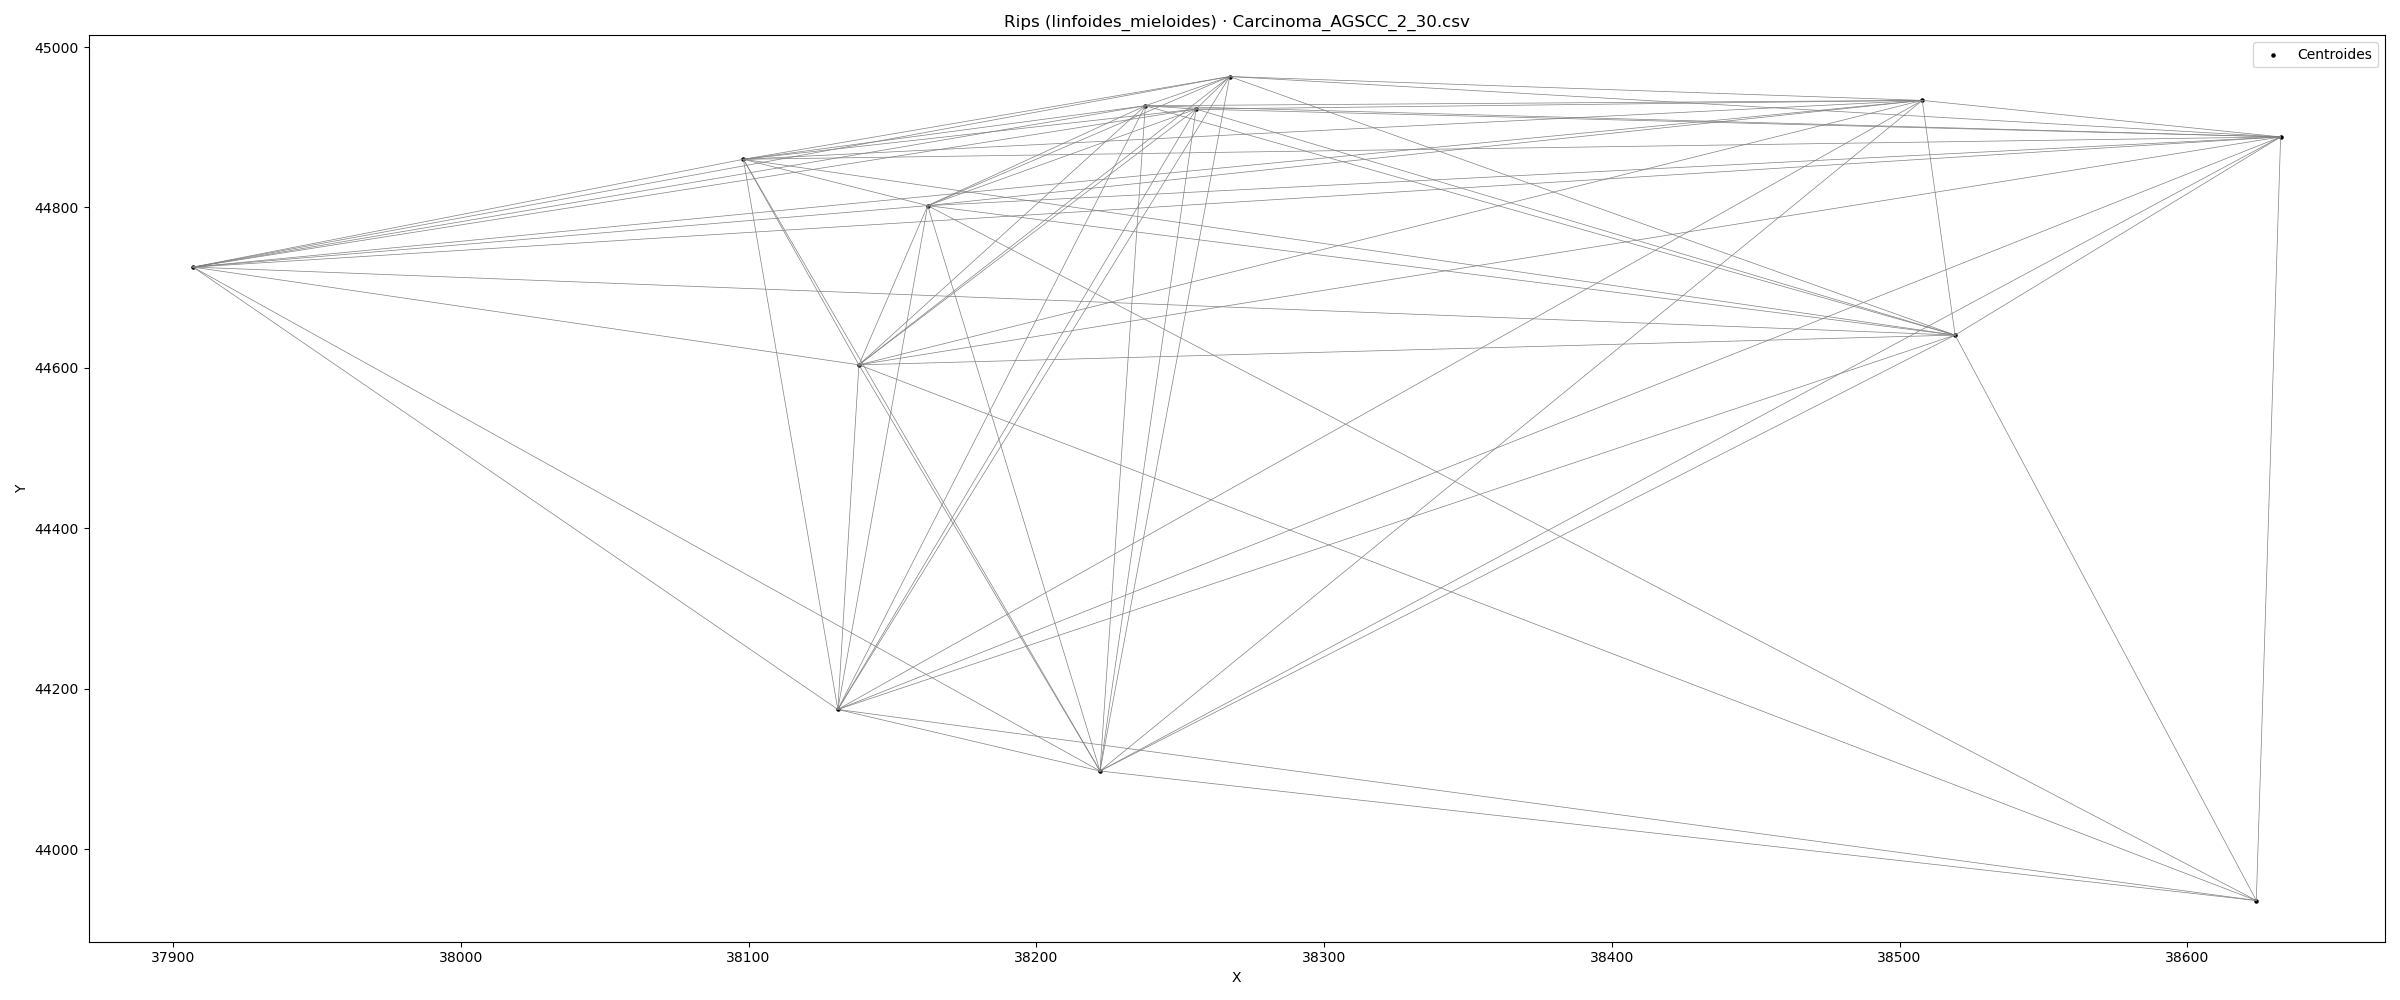 Rips (linfoides_mieloides) · Carcinoma_AGSCC_2_30.csv
Centroides
45000
44800
44600
44400
44200
44000
Y
37900 38000 38100 38200 38300 38400 38500 38600
X